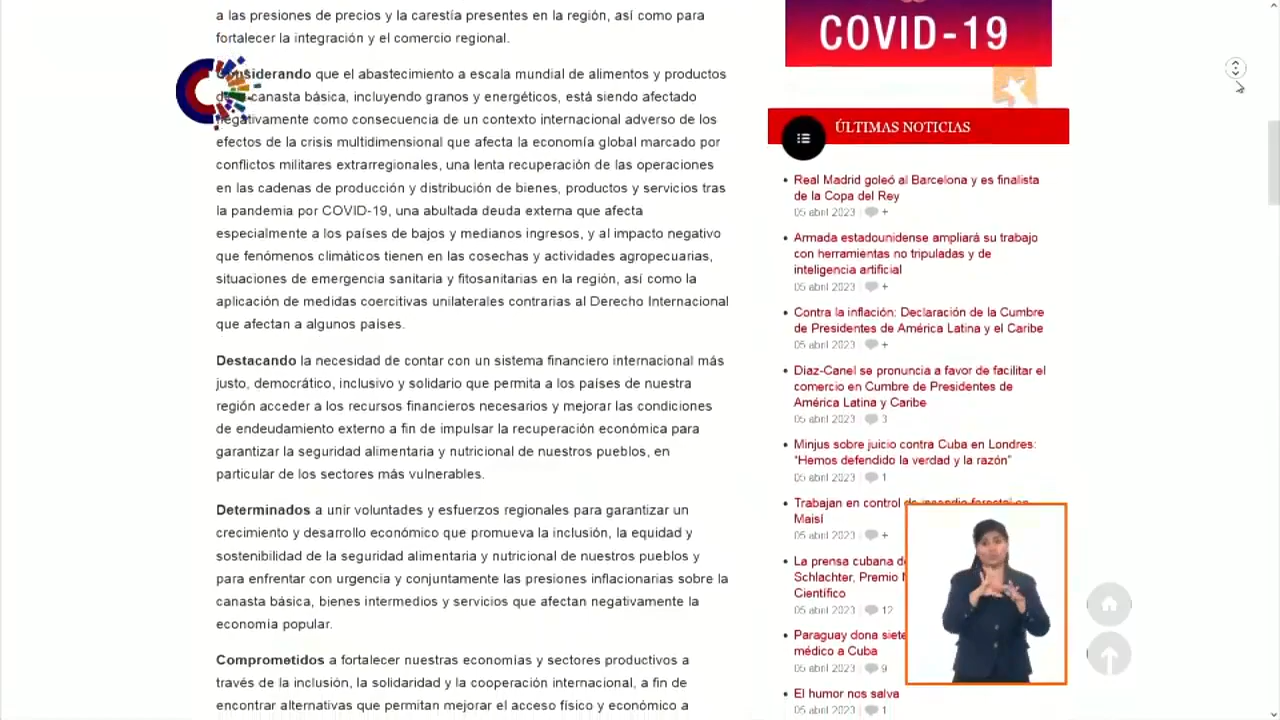 a las presiones de precios y la carestía presentes en la región, así como para
fortalecer la integración y el comercio regional.
Considerando que el abastecimiento a escala mundial de alimentos y productos
de la canasta básica, incluyendo granos y energéticos, está siendo afectado
negativamente como consecuencia de un contexto internacional adverso de los
efectos de la crisis multidimensional que afecta la economía global marcado por
conflictos militares extrarregionales, una lenta recuperación de las operaciones
en las cadenas de producción y distribución de bienes, productos y servicios tras
la pandemia por COVID-19, una abultada deuda externa que afecta
especialmente a los países de bajos y medianos ingresos, y al impacto negativo
que fenómenos climáticos tienen en las cosechas y actividades agropecuarias,
situaciones de emergencia sanitaria y fitosanitarias en la región, así como la
aplicación de medidas coercitivas unilaterales contrarias al Derecho Internacional
que afectan a algunos países.
Destacando la necesidad de contar con un sistema financiero internacional más
justo, democrático, inclusivo y solidario que permita a los países de nuestra
región acceder a los recursos financieros necesarios y mejorar las condiciones
de endeudamiento externo a fin de impulsar la recuperación económica para
garantizar la seguridad alimentaria y nutricional de nuestros pueblos, en
particular de los sectores más vulnerables.
Determinados a unir voluntades y esfuerzos regionales para garantizar un
crecimiento y desarrollo económico que promueva la inclusión, la equidad y
sostenibilidad de la seguridad alimentaria y nutricional de nuestros pueblos y
para enfrentar con urgencia y conjuntamente las presiones inflacionarias sobre la
canasta básica, bienes intermedios y servicios que afectan negativamente la
economía popular.
Comprometidos a fortalecer nuestras economías y sectores productivos a
través de la inclusión, la solidaridad y la cooperación internacional, a fin de
encontrar alternativas que permitan mejorar el acceso físico y económico a
COVID-19
ÚLTIMAS NOTICIAS
Real Madrid goleó al Barcelona y es finalista
de la Copa del Rey
05 abril 2023 | +
Armada estadounidense ampliará su trabajo
con herramientas no tripuladas y de
inteligencia artificial
05 abril 2023 | +
Contra la inflación: Declaración de la Cumbre
de Presidentes de América Latina y el Caribe
05 abril 2023 | +
Díaz-Canel se pronuncia a favor de facilitar el
comercio en Cumbre de Presidentes de
América Latina y Caribe
05 abril 2023 | 3
Minjus sobre juicio contra Cuba en Londres:
"Hemos defendido la verdad y la razón"
05 abril 2023 | 1
Trabajan en control de incendio forestal en
Maisí
05 abril 2023 | +
La prensa cubana
Schlachter, Premio
Científico
05 abril 2023 | 12
Paraguay dona siete
médico a Cuba
05 abril 2023 | 9
El humor nos salva
05 abril 2023 | 1